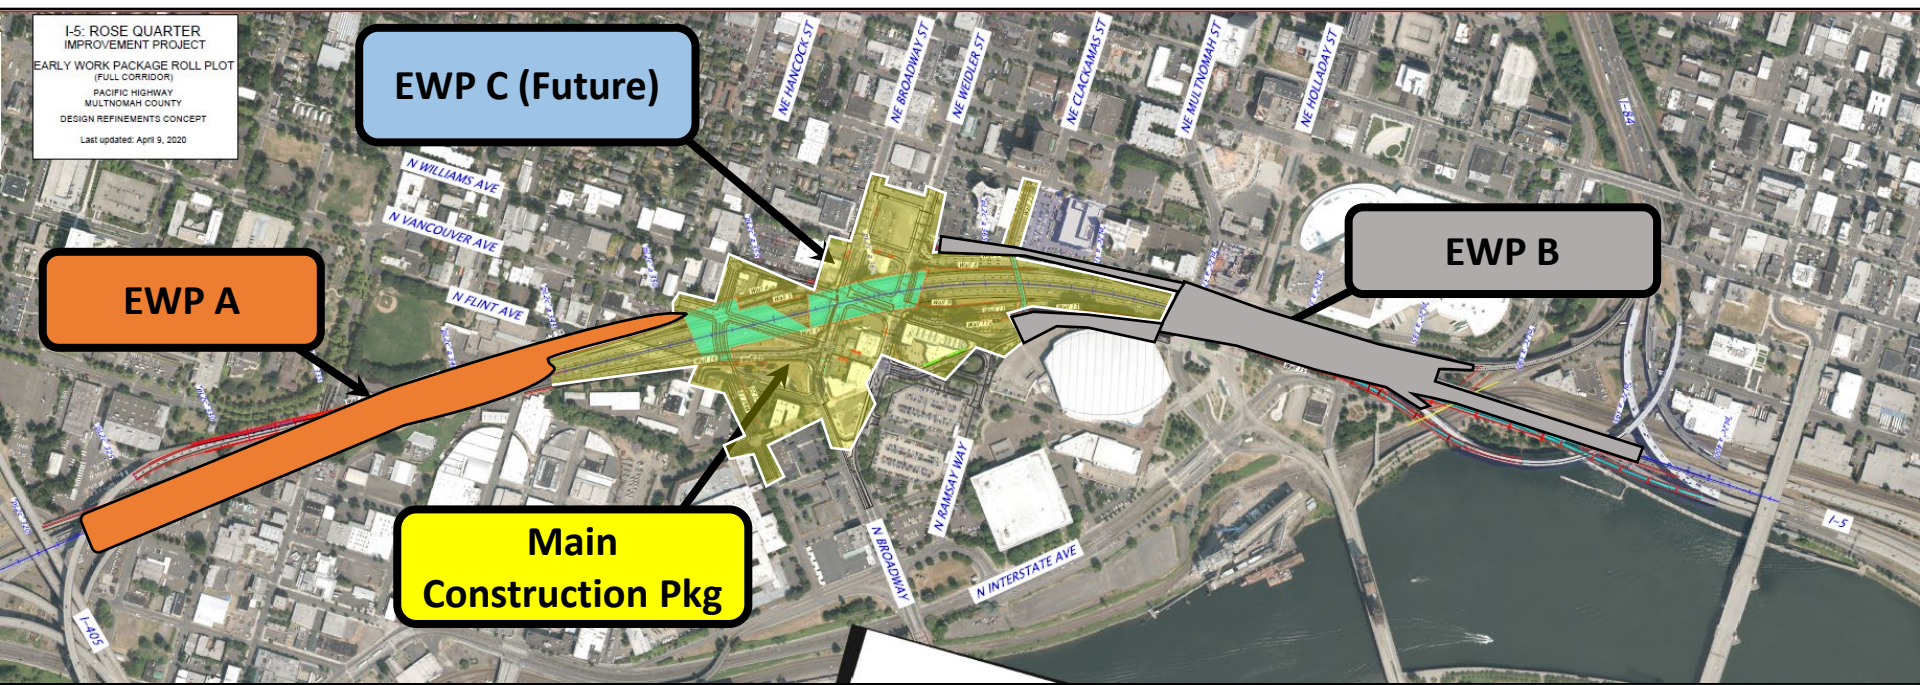 I-5: ROSE QUARTER
IMPROVEMENT PROJECT
EARLY WORK PACKAGE ROLL PLOT
(FULL CORRIDOR)
PACIFIC HIGHWAY
MULTNOMAH COUNTY
DESIGN REFINEMENTS CONCEPT
Last updated: April 9, 2020
EWP C (Future)
NE HANCOCK ST
NE BROADWAY ST
NE WEIDLER ST
NE CLACKAMAS ST
NE MULTNOMAH ST
NE HOLLADAY ST
I-84
N WILLIAMS AVE
N VANCOUVER AVE
N FLINT AVE
EWP A
EWP B
Main
Construction Pkg
N BROADWAY
N RAMSAY WAY
N INTERSTATE AVE
I-5
I-405